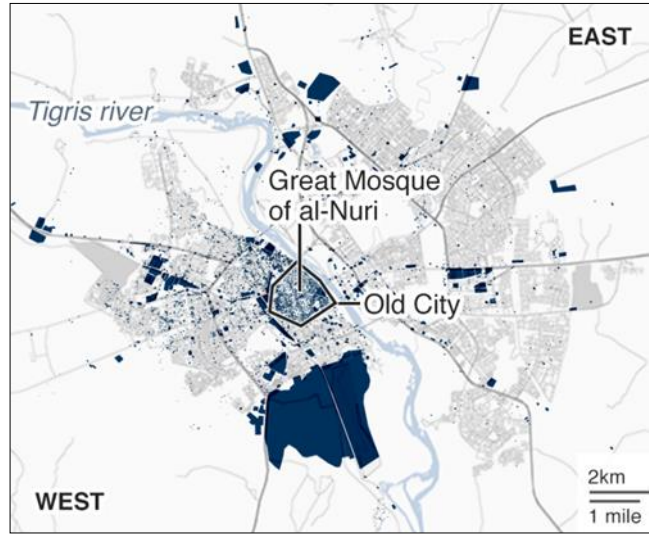 EAST
Tigris river
Great Mosque
of al-Nuri
Old City
WEST
2km
1 mile